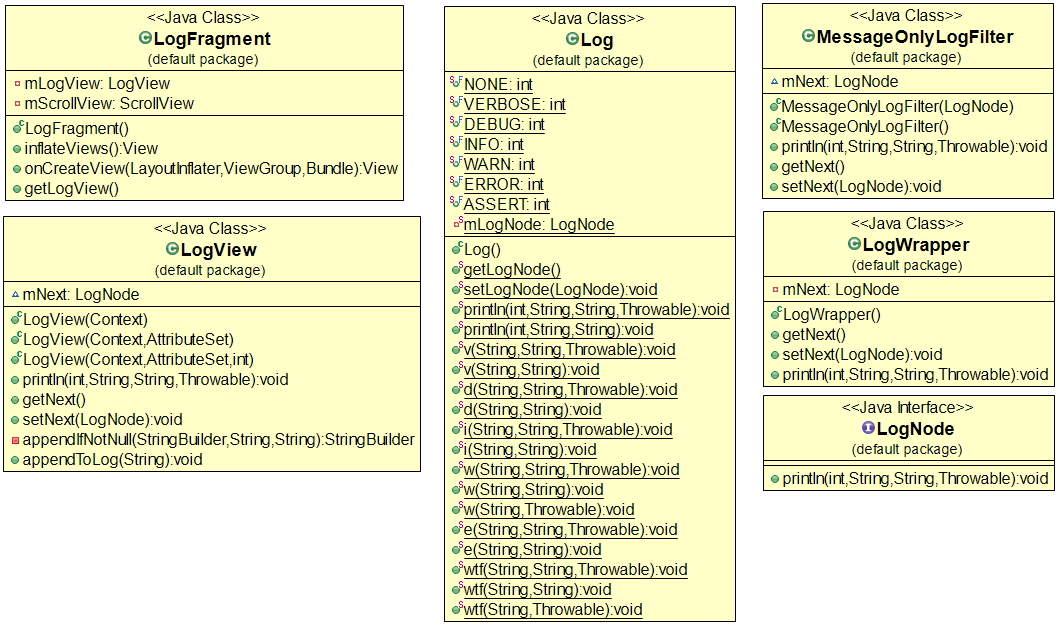 <<Java Class>>
LogFragment
(default package)
mLogView: LogView
mScrollView: ScrollView
LogFragment()
inflateViews():View
onCreateView(LayoutInflater,ViewGroup,Bundle):View
getLogView()
<<Java Class>>
LogView
(default package)
mNext: LogNode
LogView(Context)
LogView(Context,AttributeSet)
LogView(Context,AttributeSet,int)
println(int,String,String,Throwable):void
getNext()
setNext(LogNode):void
appendIfNotNull(StringBuilder,String,String):StringBuilder
appendToLog(String):void
<<Java Class>>
Log
(default package)
NONE: int
VERBOSE: int
DEBUG: int
INFO: int
WARN: int
ERROR: int
ASSERT: int
mLogNode: LogNode
Log()
getLogNode()
setLogNode(LogNode):void
println(int,String,String,Throwable):void
println(int,String,String):void
v(String,String,Throwable):void
v(String,String):void
d(String,String,Throwable):void
d(String,String):void
i(String,String,Throwable):void
i(String,String):void
w(String,String,Throwable):void
w(String,String):void
w(String,Throwable):void
e(String,String,Throwable):void
e(String,String):void
wtf(String,String,Throwable):void
wtf(String,String):void
wtf(String,Throwable):void
<<Java Class>>
MessageOnlyLogFilter
(default package)
mNext: LogNode
MessageOnlyLogFilter(LogNode)
MessageOnlyLogFilter()
println(int,String,String,Throwable):void
getNext()
setNext(LogNode):void
<<Java Class>>
LogWrapper
(default package)
mNext: LogNode
LogWrapper()
getNext()
setNext(LogNode):void
println(int,String,String,Throwable):void
<<Java Interface>>
LogNode
(default package)
println(int,String,String,Throwable):void